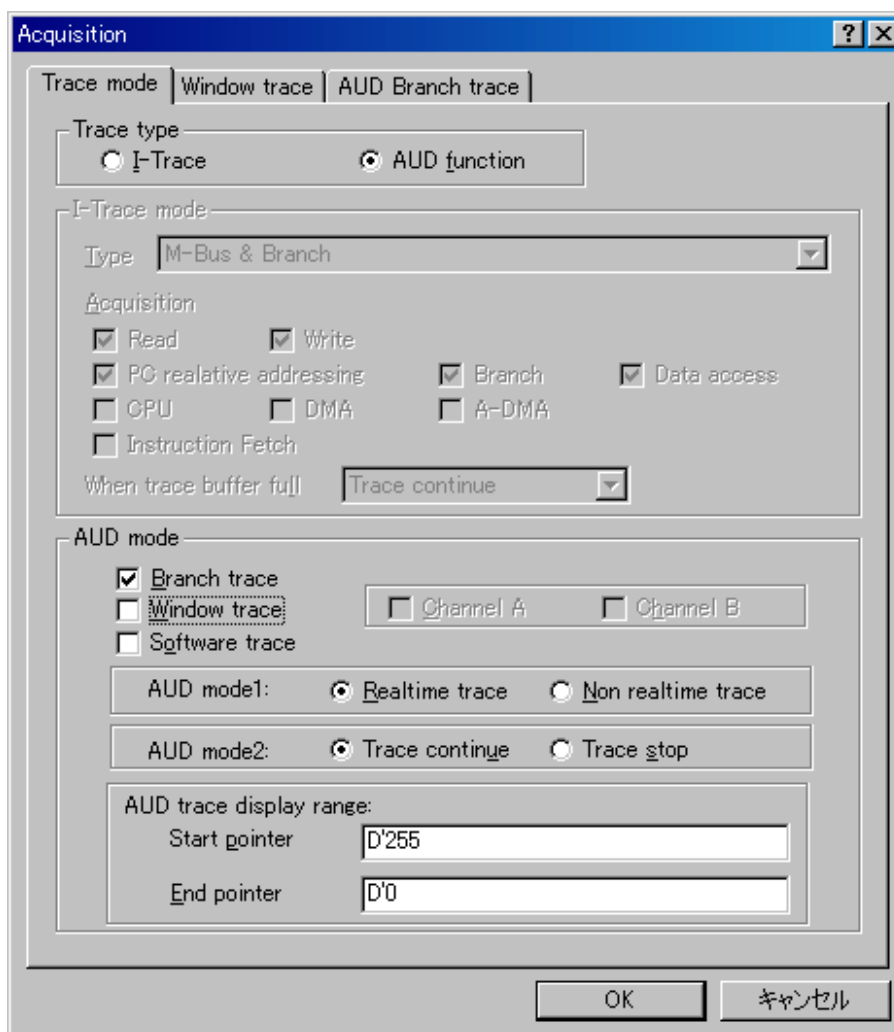 Acquisition
Trace mode Window trace AUD Branch trace
Trace type
I-Trace AUD function
I-Trace mode
Type M-Bus & Branch
Acquisition
Read Write
PC realative addressing Branch Data access
CPU DMA A-DMA
Instruction Fetch
When trace buffer full Trace continue
AUD mode
Branch trace
Window trace Channel A Channel B
Software trace
AUD mode1: Realtime trace Non realtime trace
AUD mode2: Trace continue Trace stop
AUD trace display range:
Start pointer D'255
End pointer D'0
OK キャンセル